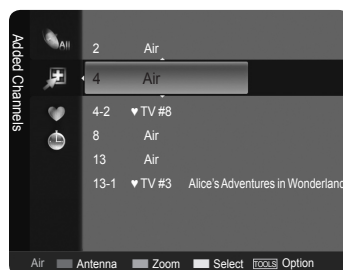 Added Channels
All
2 Air
4 Air
4-2 ♥ TV #8
8 Air
13 Air
13-1 ♥ TV #3 Alice's Adventures in Wonderland
Air Antenna Zoom Select TOOLS Option